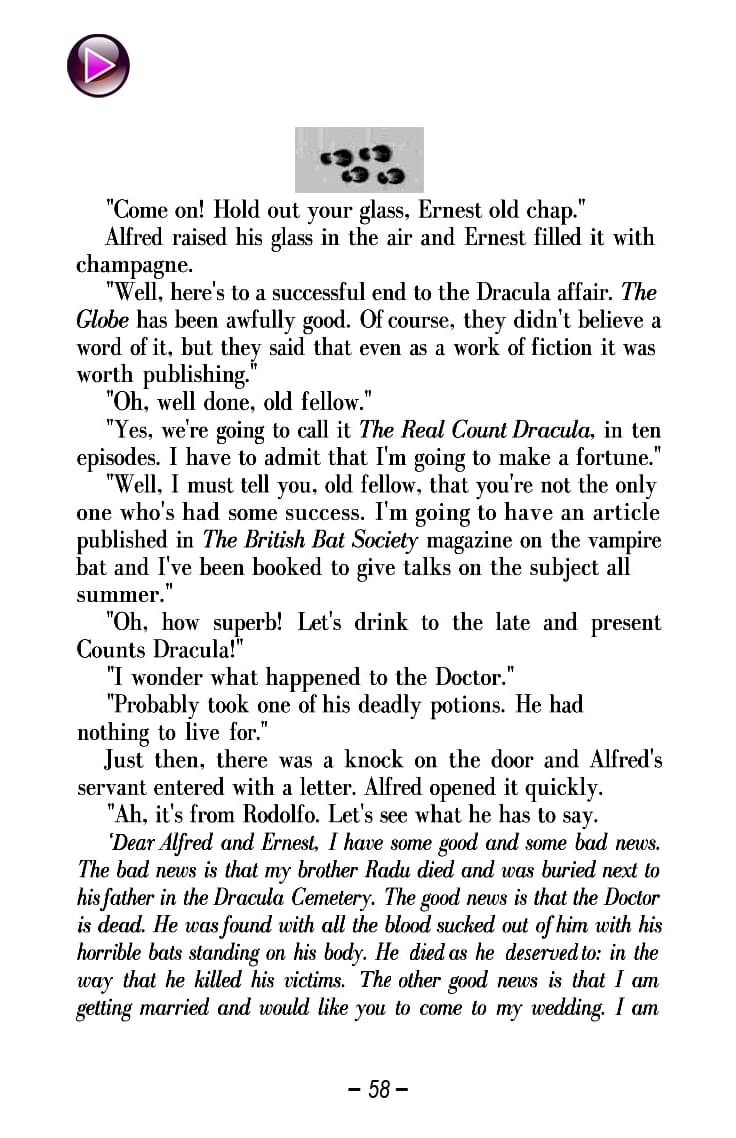 "Come on! Hold out your glass, Ernest old chap."
Alfred raised his glass in the air and Ernest filled it with
champagne.
"Well, here's to a successful end to the Dracula affair. The
Globe has been awfully good. Of course, they didn't believe a
word of it, but they said that even as a work of fiction it was
worth publishing."
"Oh, well done, old fellow."
"Yes, we're going to call it The Real Count Dracula, in ten
episodes. I have to admit that I'm going to make a fortune."
"Well, I must tell you, old fellow, that you're not the only
one who's had some success. I'm going to have an article
published in The British Bat Society magazine on the vampire
bat and I've been booked to give talks on the subject all
summer."
"Oh, how superb! Let's drink to the late and present
Counts Dracula!"
"I wonder what happened to the Doctor."
"Probably took one of his deadly potions. He had
nothing to live for."
Just then, there was a knock on the door and Alfred's
servant entered with a letter. Alfred opened it quickly.
"Ah, it's from Rodolfo. Let's see what he has to say.
'Dear Alfred and Ernest, I have some good and some bad news.
The bad news is that my brother Radu died and was buried next to
his father in the Dracula Cemetery. The good news is that the Doctor
is dead. He was found with all the blood sucked out of him with his
horrible bats standing on his body. He died as he deserved to: in the
way that he killed his victims. The other good news is that I am
getting married and would like you to come to my wedding. I am
– 58 –